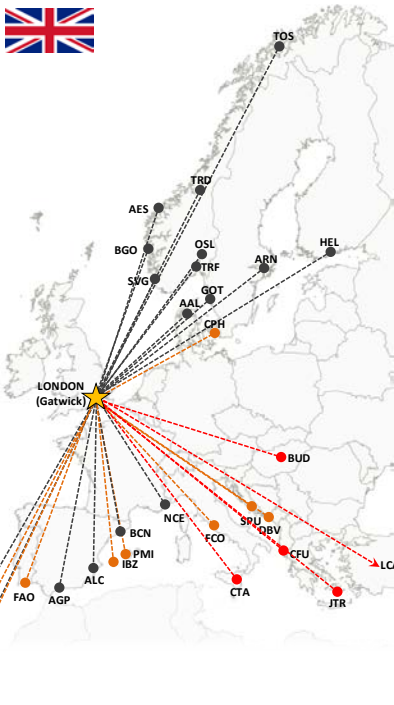 TOS
TRD
AES
BGO
OSL
HEL
ARN
TRF
SVG
GOT
AAL
CPH
LONDON
(Gatwick)
BUD
NCE
SPU
DBV
BCN
FCO
PMI
CFU
IBZ
LCA
ALC
CTA
FAO
AGP
JTR